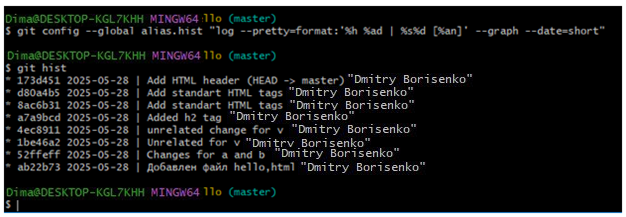 Dima@DESKTOP-KGL7KHH MINGW64 llo (master)
$ git config --global alias.hist "log --pretty=format:'%h %ad | %s%d [%an]' --graph --date=short"
Dima@DESKTOP-KGL7KHH MINGW64 llo (master)
$ git hist
* 173d451 2025-05-28 | Add HTML header (HEAD -> master) "Dmitry Borisenko"
* d80a4b5 2025-05-28 | Add standart HTML tags "Dmitry Borisenko"
* 8ac6b31 2025-05-28 | Add standart HTML tags "Dmitry Borisenko"
* a7a9bcd 2025-05-28 | Added h2 tag "Dmitry Borisenko"
* 4ec8911 2025-05-28 | unrelated change for v "Dmitry Borisenko"
* 1be46a2 2025-05-28 | Unrelated for v "Dmitry Borisenko"
* 52ffeff 2025-05-28 | Changes for a and b "Dmitry Borisenko"
* ab22b73 2025-05-28 | Добавлен файл hello,html "Dmitry Borisenko"
Dima@DESKTOP-KGL7KHH MINGW64 llo (master)
$